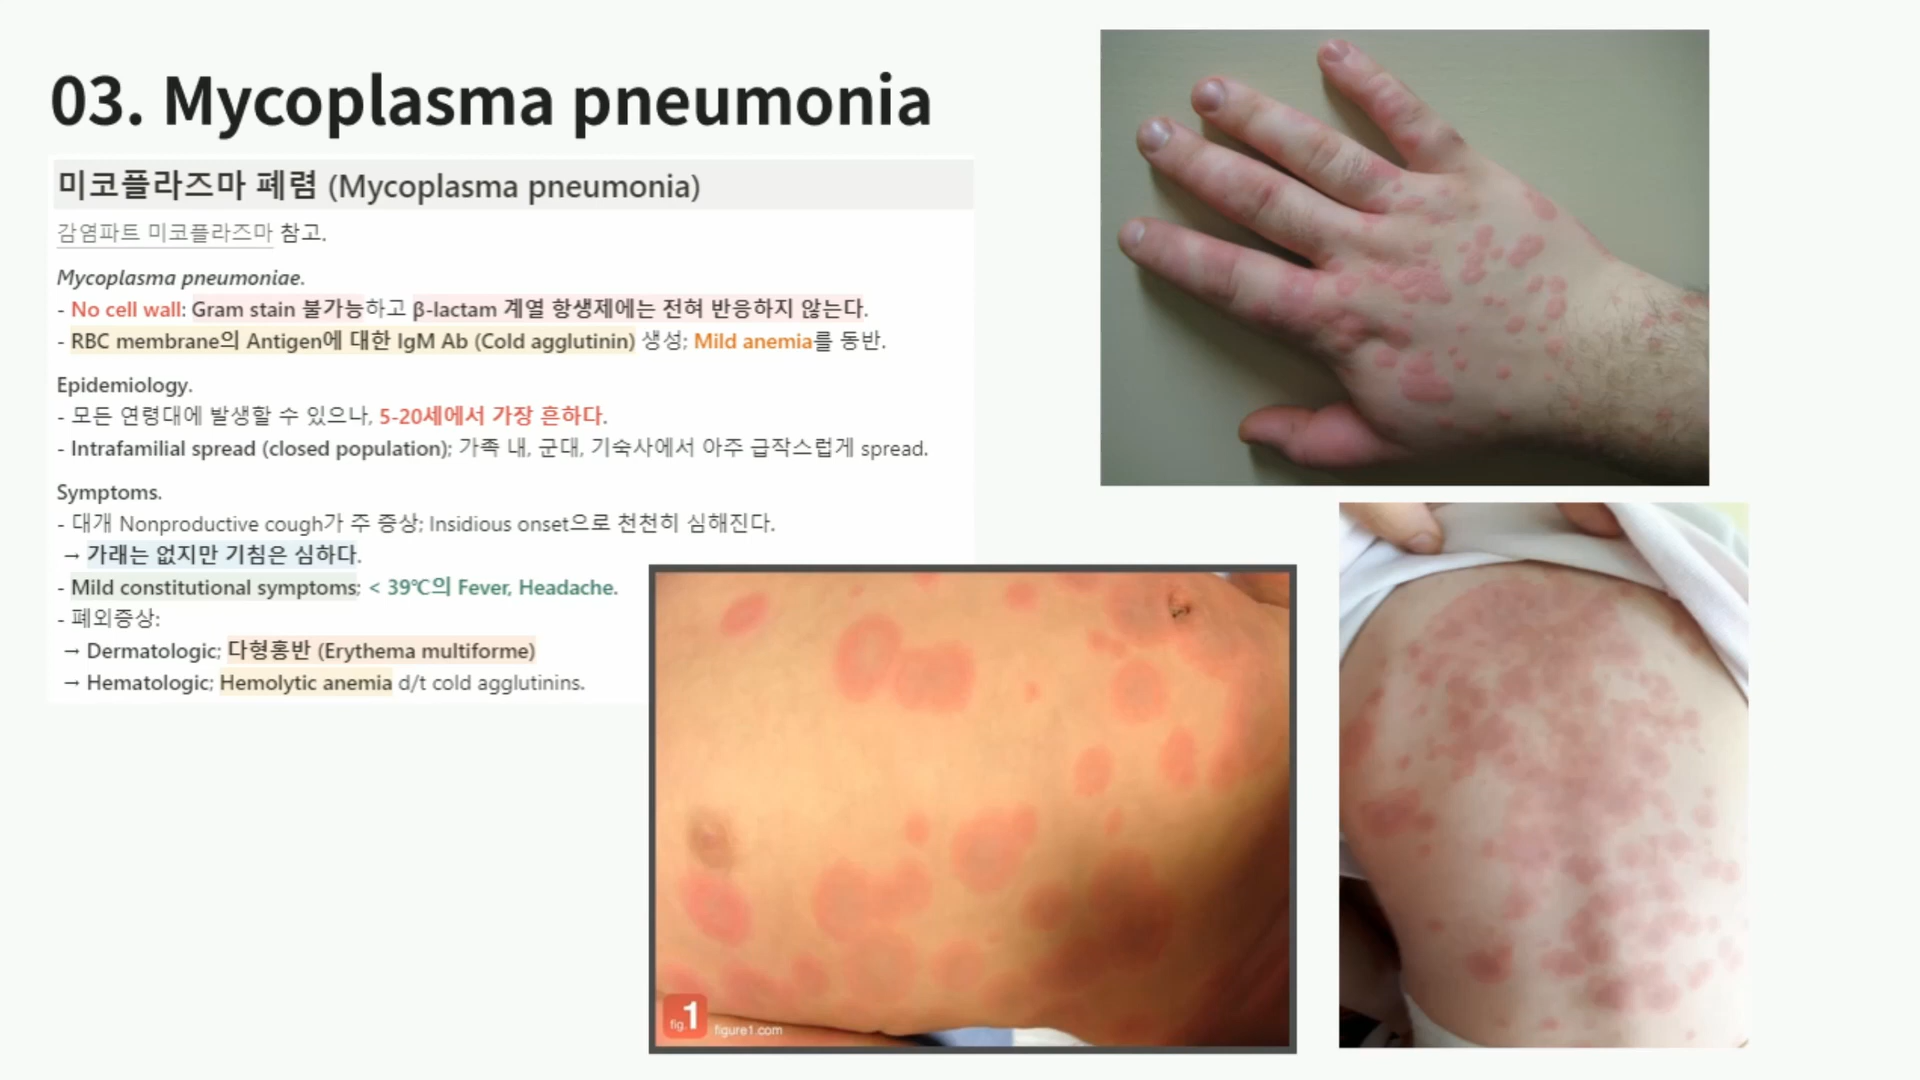 03. Mycoplasma pneumonia
미코플라즈마 폐렴 (Mycoplasma pneumonia)
감염파트 미코플라즈마 참고.
Mycoplasma pneumoniae.
- No cell wall: Gram stain 불가능하고 β-lactam 계열 항생제에는 전혀 반응하지 않는다.
- RBC membrane의 Antigen에 대한 IgM Ab (Cold agglutinin) 생성; Mild anemia를 동반.
Epidemiology.
- 모든 연령대에 발생할 수 있으나, 5-20세에서 가장 흔하다.
- Intrafamilial spread (closed population); 가족 내, 군대, 기숙사에서 아주 급작스럽게 spread.
Symptoms.
- 대개 Nonproductive cough가 주 증상; Insidious onset으로 천천히 심해진다.
→ 가래는 없지만 기침은 심하다.
- Mild constitutional symptoms; < 39℃의 Fever, Headache.
- 폐외증상:
→ Dermatologic; 다형홍반 (Erythema multiforme)
→ Hematologic; Hemolytic anemia d/t cold agglutinins.
fig.1 figure1.com